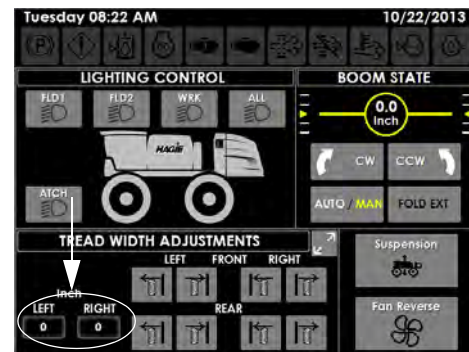 Tuesday 08:22 AM 10/22/2013
LIGHTING CONTROL
BOOM STATE
FLD1 FLD2 WRK ALL
0.0
Inch
HAGIE
CW CCW
ATCH
AUTO / MAN FOLD EXT
TREAD WIDTH ADJUSTMENTS
LEFT FRONT RIGHT
Suspension
Inch
LEFT RIGHT
REAR
0 0
Fan Reverse